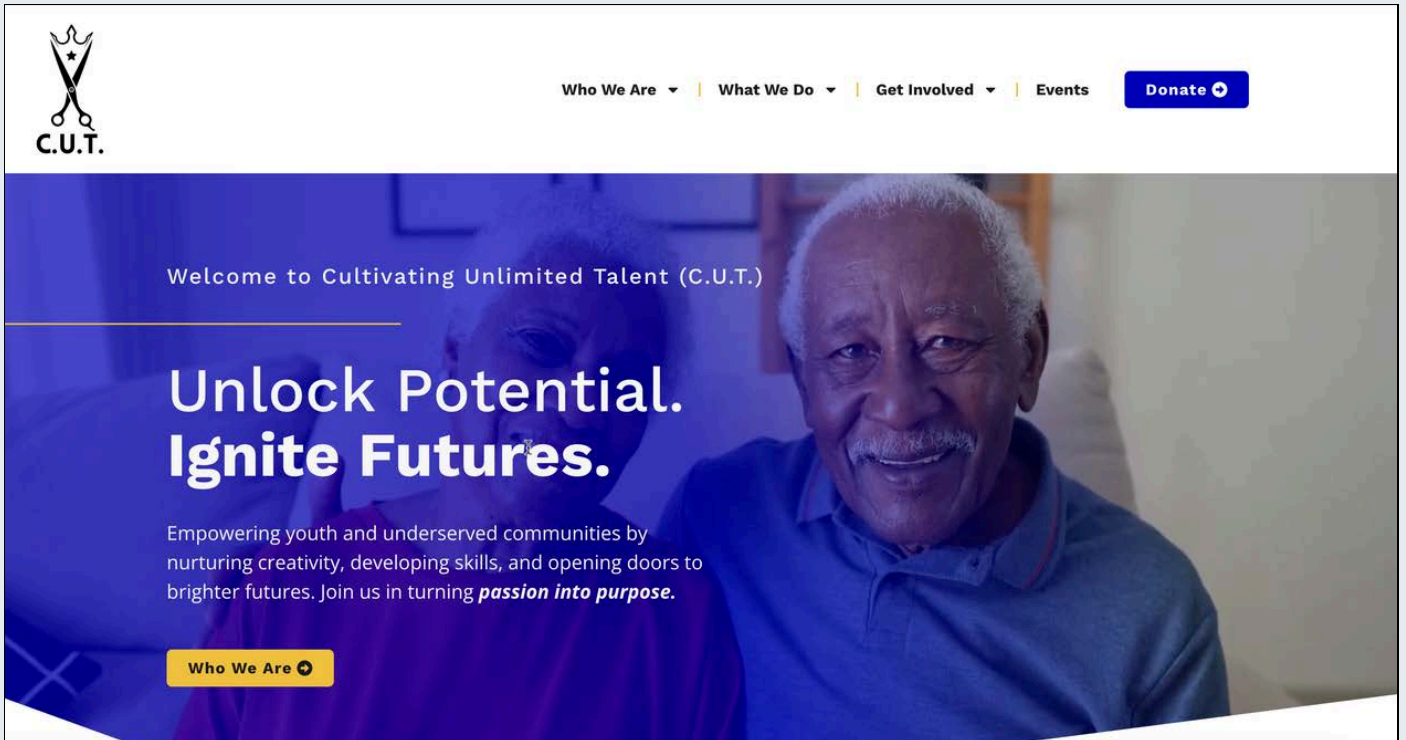 C.U.T.
Who We Are
What We Do
Get Involved
Events
Donate
Welcome to Cultivating Unlimited Talent (C.U.T.)
Unlock Potential.
Ignite Futures.
Empowering youth and underserved communities by
nurturing creativity, developing skills, and opening doors to
brighter futures. Join us in turning passion into purpose.
Who We Are